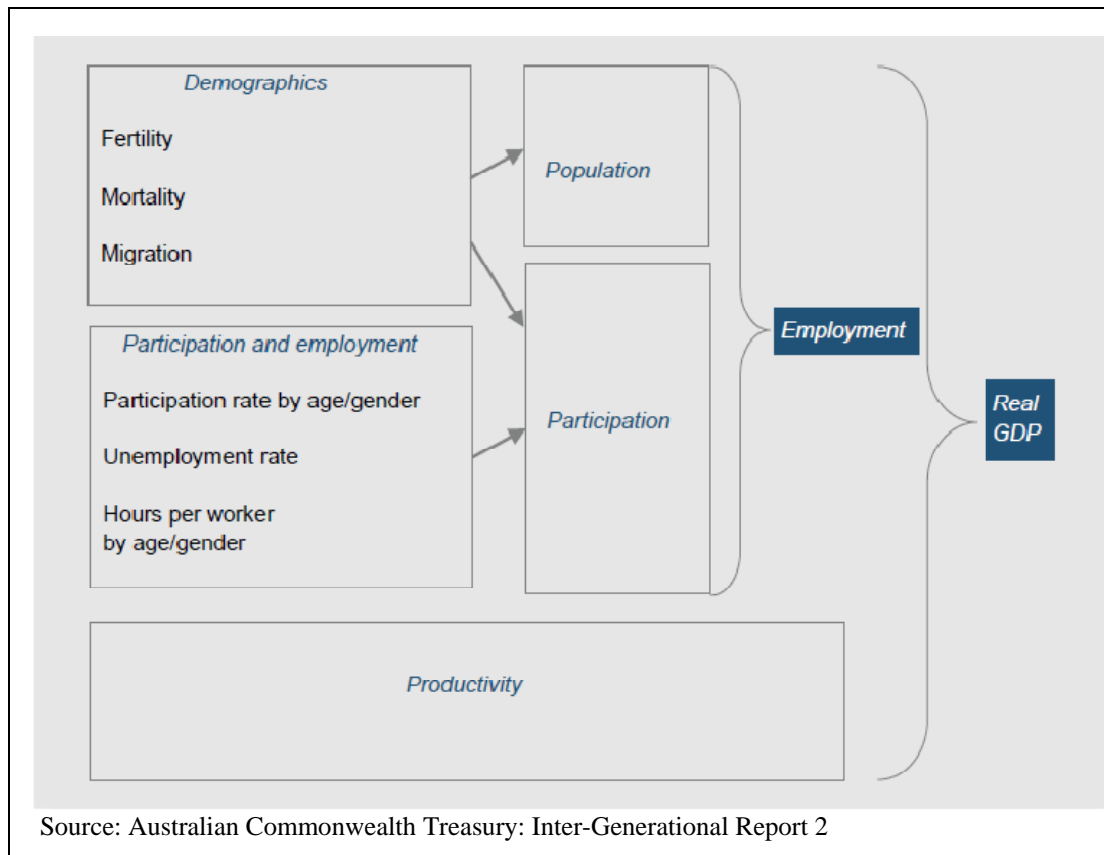 Demographics
Fertility
Mortality
Migration
Population
Participation and employment
Participation rate by age/gender
Unemployment rate
Hours per worker
by age/gender
Participation
Employment
Real
GDP
Productivity
Source: Australian Commonwealth Treasury: Inter-Generational Report 2